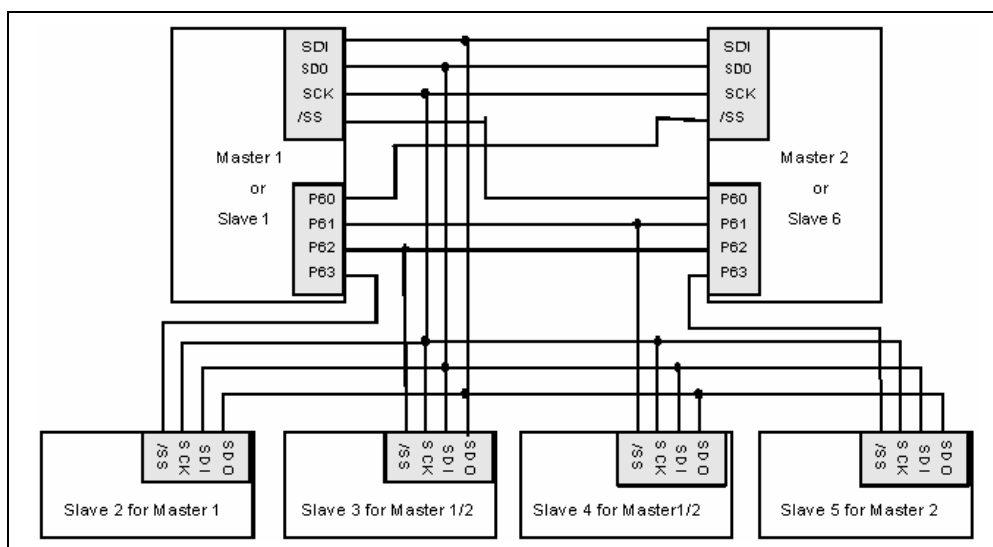 SDI
SDO
SCK
/SS
Master 1
or
Slave 1
P60
P61
P62
P63
SDI
SDO
SCK
/SS
Master 2
or
Slave 6
P60
P61
P62
P63
/SS
SCK
SDI
SDO
Slave 2 for Master 1
/SS
SCK
SDI
SDO
Slave 3 for Master 1/2
/SS
SCK
SDI
SDO
Slave 4 for Master1/2
/SS
SCK
SDI
SDO
Slave 5 for Master 2